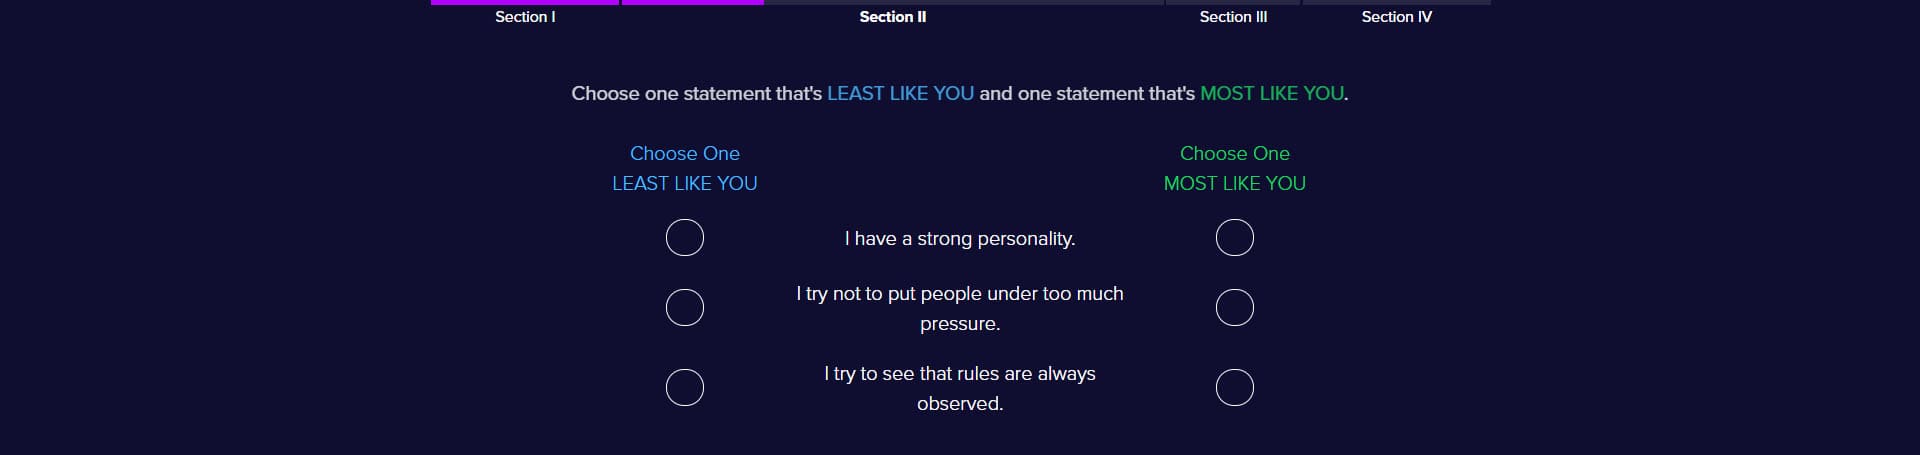 Section I
Section II
Section III
Section IV
Choose one statement that's LEAST LIKE YOU and one statement that's MOST LIKE YOU.
Choose One
LEAST LIKE YOU
Choose One
MOST LIKE YOU
I have a strong personality.
I try not to put people under too much
pressure.
I try to see that rules are always
observed.